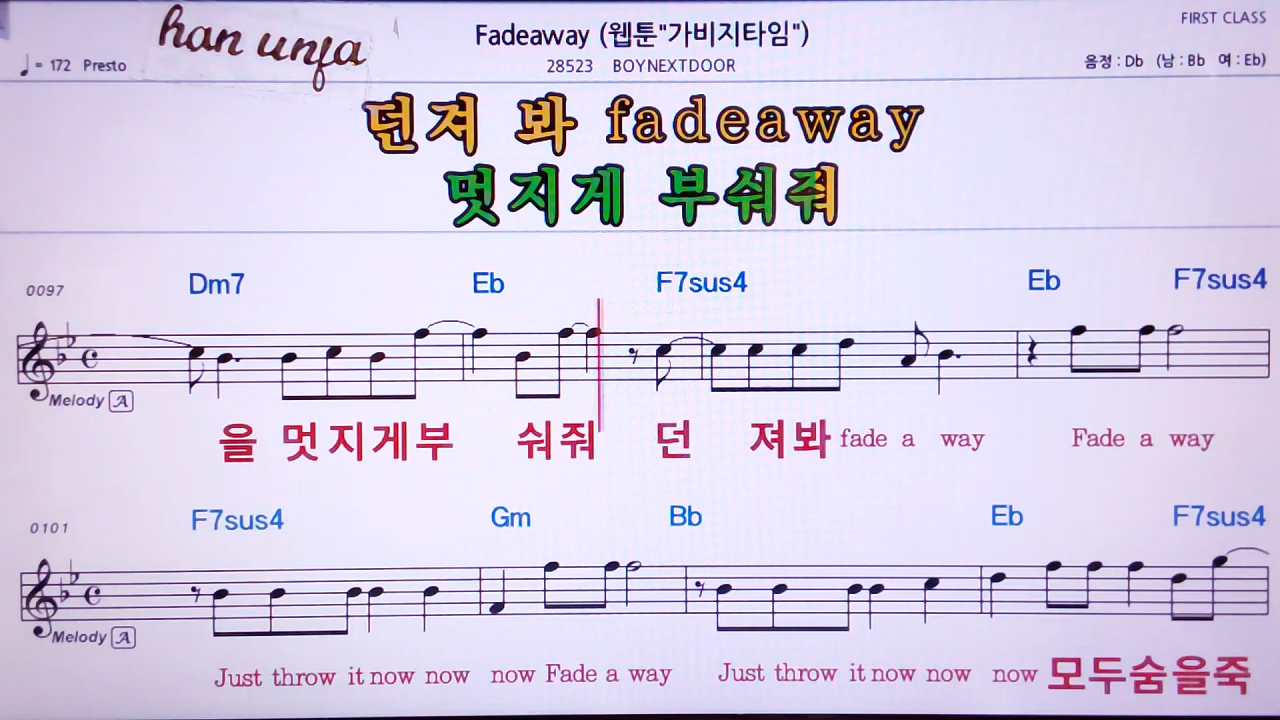 FIRST CLASS
han unfa
Fadeaway (웹툰"가비지타임")
♩= 172 Presto
28523 BOYNEXTDOOR
음정 : Db (남 : Bb 여 : Eb)
던져 봐 fadeaway
멋지게 부숴줘
0097 Dm7 Eb F7sus4 Eb F7sus4
Melody A
을 멋지게부 숴줘 던 져봐 fade a way Fade a way
0101 F7sus4 Gm Bb Eb F7sus4
Melody A
Just throw it now now now Fade a way Just throw it now now now 모두숨을죽